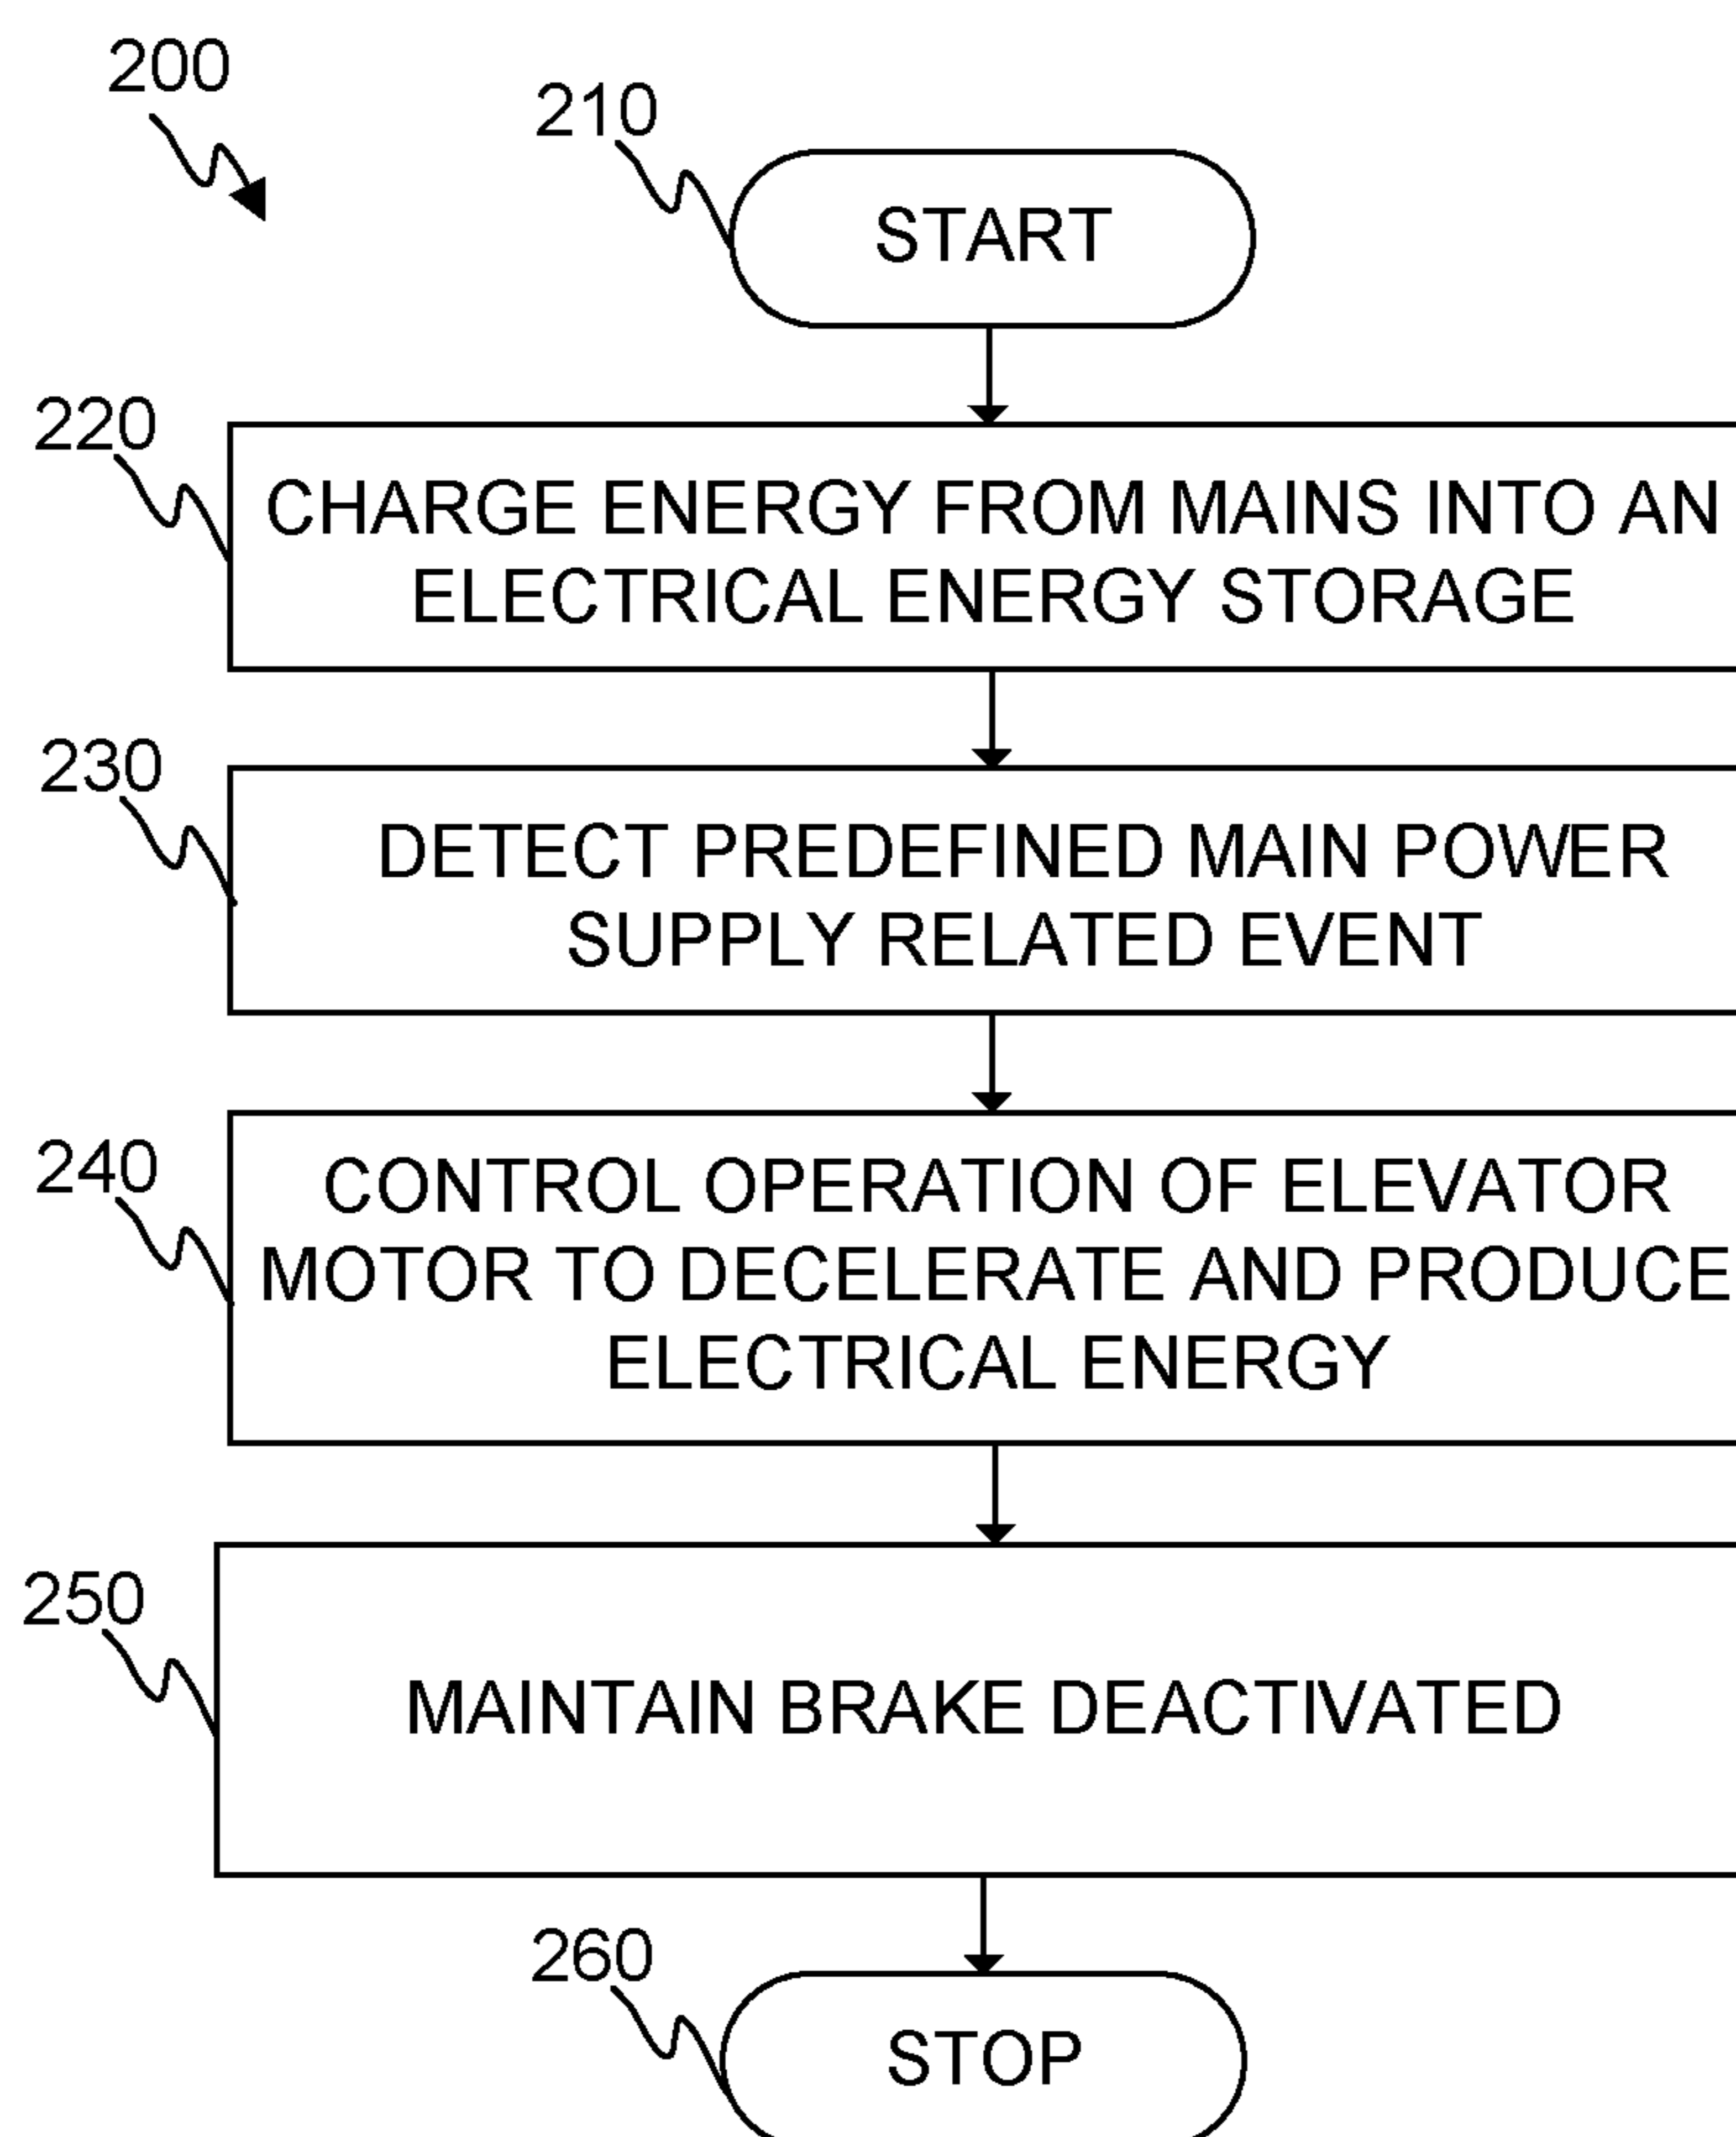 200
210
START
220
CHARGE ENERGY FROM MAINS INTO AN
ELECTRICAL ENERGY STORAGE
230
DETECT PREDEFINED MAIN POWER
SUPPLY RELATED EVENT
240
CONTROL OPERATION OF ELEVATOR
MOTOR TO DECELERATE AND PRODUCE
ELECTRICAL ENERGY
250
MAINTAIN BRAKE DEACTIVATED
260
STOP